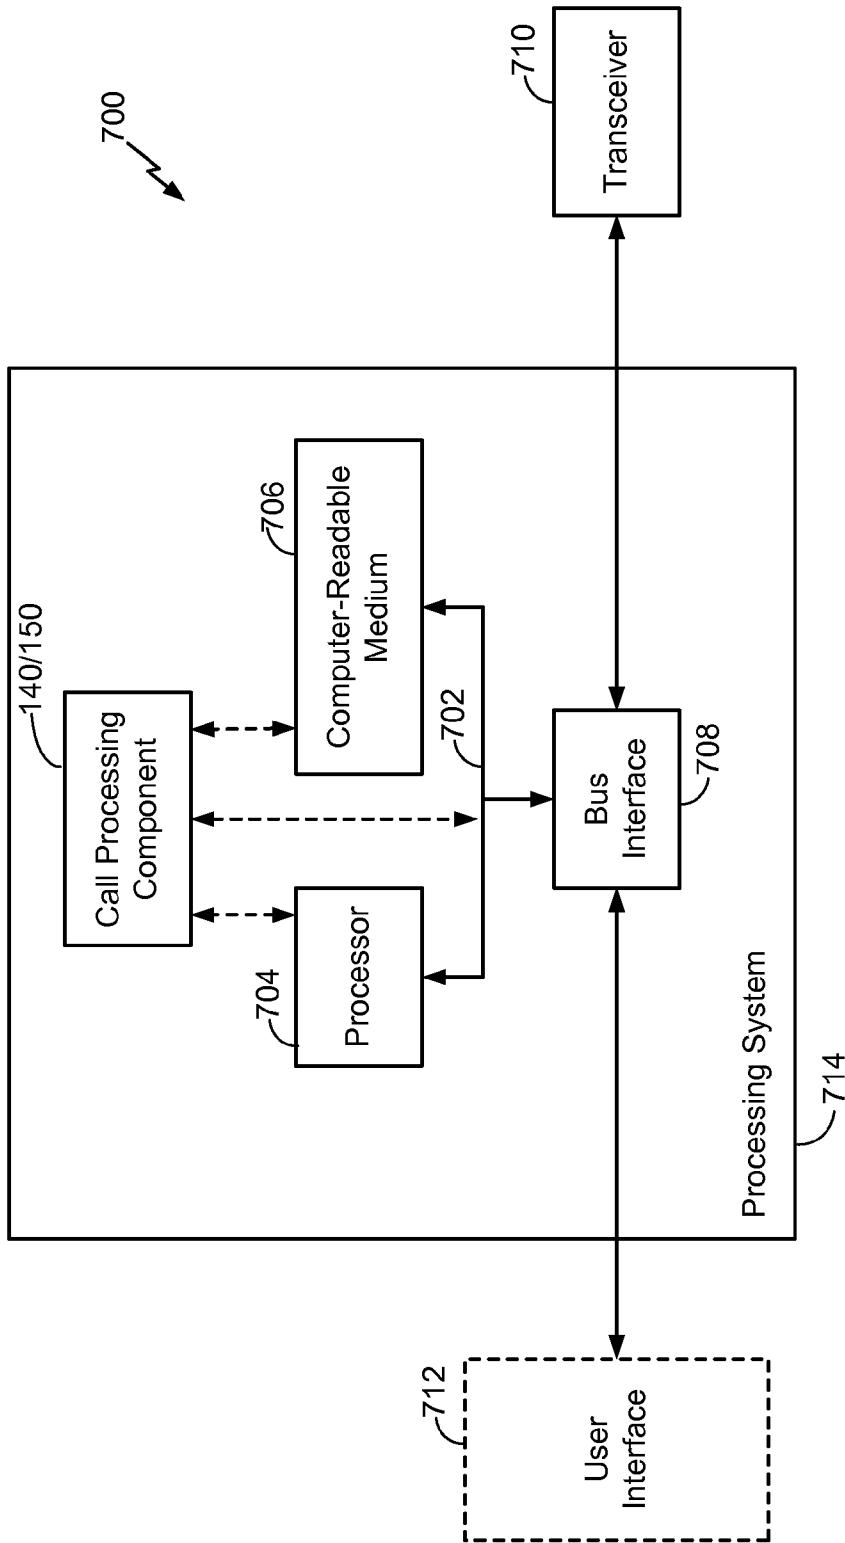 700
140/150
Call Processing
Component
704
Processor
706
Computer-Readable
Medium
702
712
User
Interface
Bus
Interface
708
710
Transceiver
Processing System
714